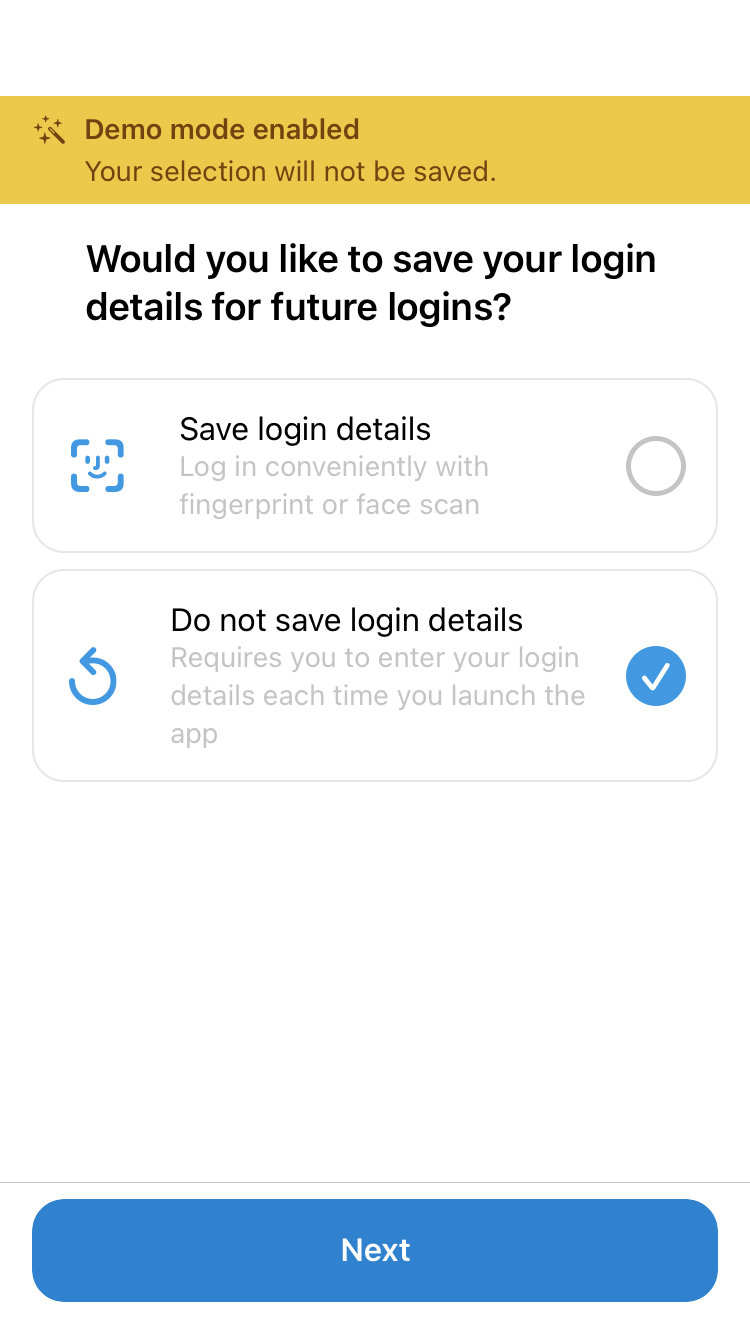 Demo mode enabled
Your selection will not be saved.
Would you like to save your login
details for future logins?
Save login details
Log in conveniently with
fingerprint or face scan
Do not save login details
Requires you to enter your login
details each time you launch the
app
Next